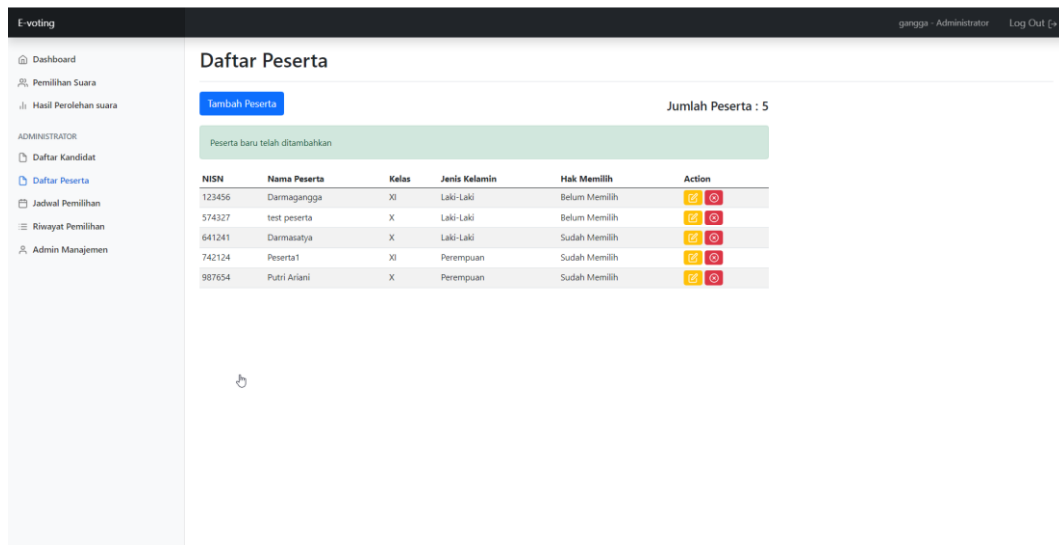 E-voting
gangga - Administrator Log Out
Dashboard
Pemilihan Suara
Hasil Perolehan suara
ADMINISTRATOR
Daftar Kandidat
Daftar Peserta
Jadwal Pemilihan
Riwayat Pemilihan
Admin Manajemen
Daftar Peserta
Tambah Peserta
Jumlah Peserta : 5
Peserta baru telah ditambahkan
NISN Nama Peserta Kelas Jenis Kelamin Hak Memilih Action
123456 Darmagangga XI Laki-Laki Belum Memilih
574327 test peserta X Laki-Laki Belum Memilih
641241 Darmasatya X Laki-Laki Sudah Memilih
742124 Peserta1 XI Perempuan Sudah Memilih
987654 Putri Ariani X Perempuan Sudah Memilih